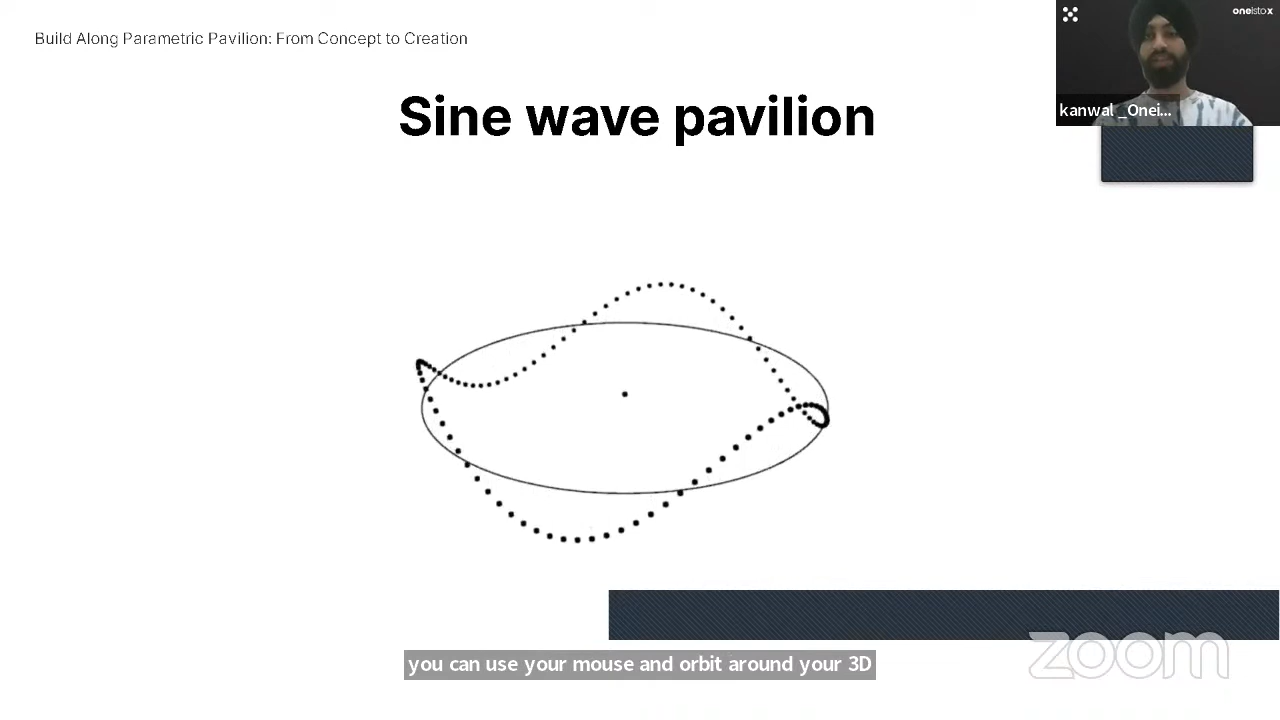 Build Along Parametric Pavilion: From Concept to Creation
oneistox
kanwal _Onei...
Sine wave pavilion
zoom
you can use your mouse and orbit around your 3D